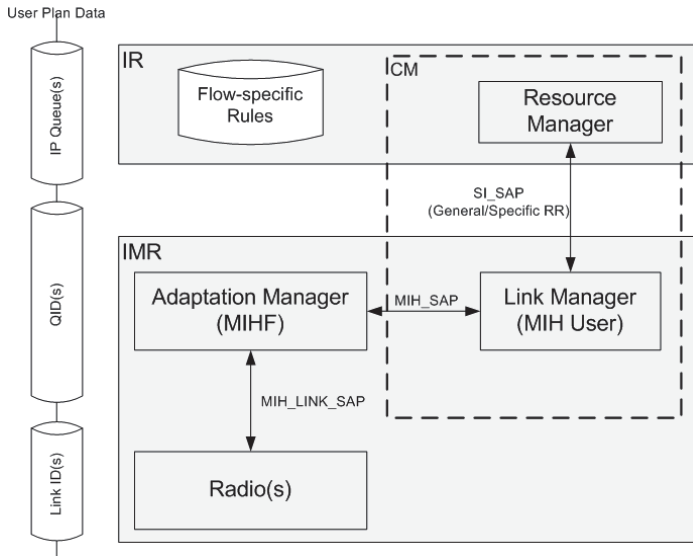 User Plan Data
IP Queue(s)
QID(s)
Link ID(s)
IR
Flow-specific
Rules
CM
Resource
Manager
SI_SAP
(General/Specific RR)
IMR
Adaptation Manager
(MIHF)
MIH_SAP
Link Manager
(MIH User)
MIH_LINK_SAP
Radio(s)